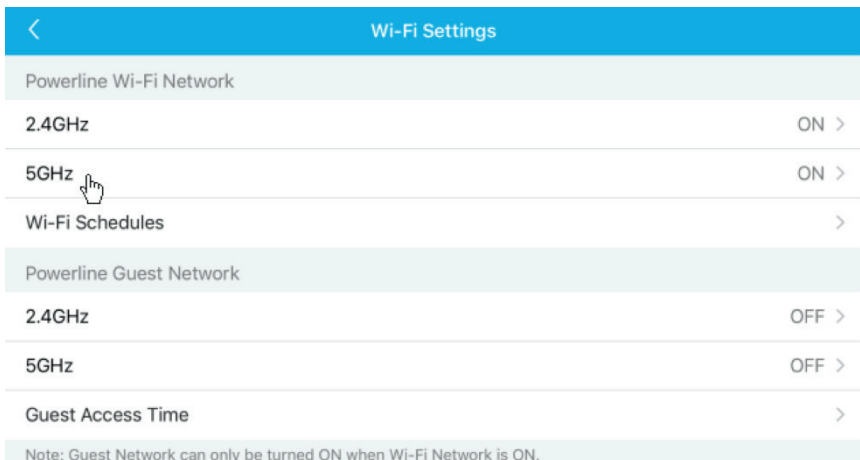 Wi-Fi Settings
Powerline Wi-Fi Network
2.4GHz ON
5GHz ON
Wi-Fi Schedules
Powerline Guest Network
2.4GHz OFF
5GHz OFF
Guest Access Time
Note: Guest Network can only be turned ON when Wi-Fi Network is ON.